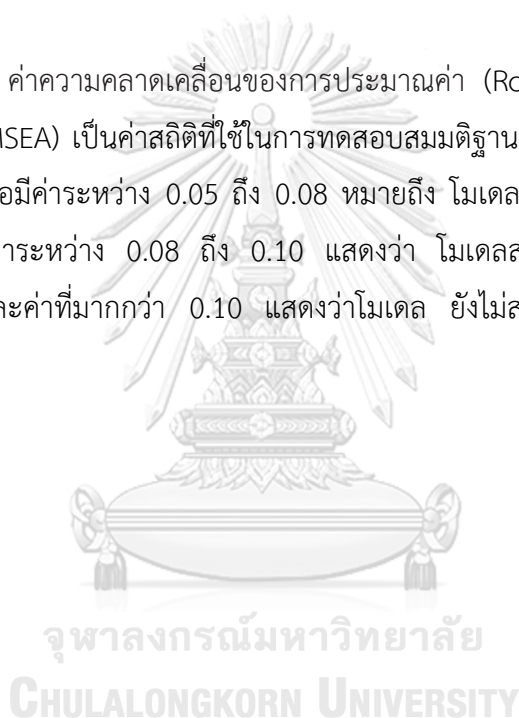 ค่าความคลาดเคลื่อนของการประมาณค่า (Ro
MSEA) เป็นค่าสถิติที่ใช้ในการทดสอบสมมติฐาน
อมีค่าระหว่าง 0.05 ถึง 0.08 หมายถึง โมเดล
าระหว่าง 0.08 ถึง 0.10 แสดงว่า โมเดลส
ละค่าที่มากกว่า 0.10 แสดงว่าโมเดล ยังไม่ส
จุฬาลงกรณ์มหาวิทยาลัย
CHULALONGKORN UNIVERSITY